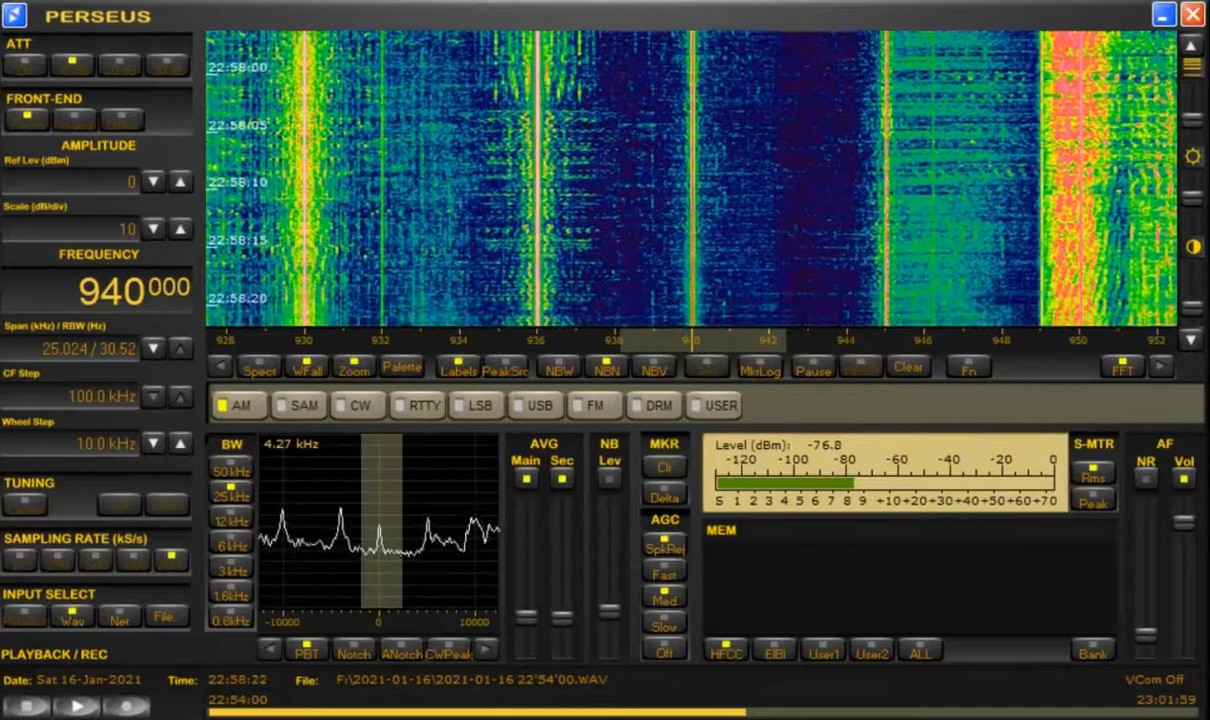 PERSEUS
ATT
FRONT-END
AMPLITUDE
Ref Lev (dBm)
0
Scale (dB/div)
10
FREQUENCY
940000
Span (kHz) / RBW (Hz)
25.024 / 30.52
CF Step
100.0 kHz
Wheel Step
10.0 kHz
TUNING
SAMPLING RATE (kS/s)
INPUT SELECT
Wav Net File..
PLAYBACK / REC
22:58:00
22:58:05
22:58:10
22:58:15
22:58:20
928 930 932 934 936 938 940 942 944 946 948 950 952
Spect WFall Zoom Palette Labels PeakSrc NBW NBN NBV MkrLog Pause Clear Fn FFT
AM SAM CW RTTY LSB USB FM DRM USER
BW
50 kHz
25 kHz
12 kHz
6 kHz
3 kHz
1.6kHz
0.8kHz
4.27 kHz
-10000 0 10000
PBT Notch ANotch CWPeak
AVG
Main Sec
NB
Lev
MKR
Clr
Delta
AGC
SpkRej
Fast
Med
Slow
Off
Level (dBm): -76.8
-120 -100 -80 -60 -40 -20 0
S 1 2 3 4 5 6 7 8 9 +10+20+30+40+50+60+70
S-MTR
Rms
Peak
AF
NR Vol
MEM
HFCC EIBI User1 User2 ALL Bank
Date: Sat 16-Jan-2021 Time: 22:58:22 File: F:\2021-01-16\2021-01-16 22'54'00.WAV VCom Off
22:54:00 23:01:59